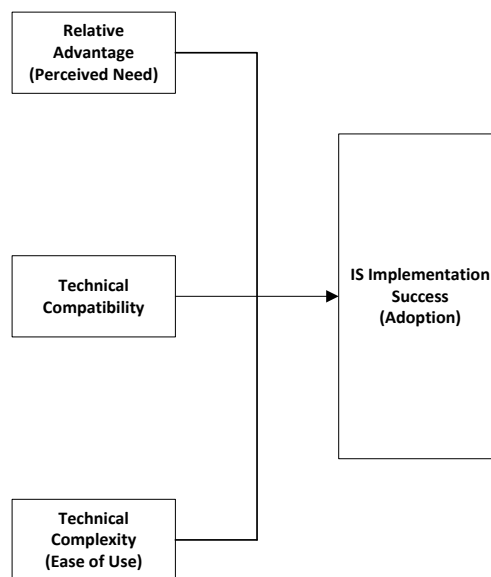 Relative
Advantage
(Perceived Need)
Technical
Compatibility
IS Implementation
Success
(Adoption)
Technical
Complexity
(Ease of Use)